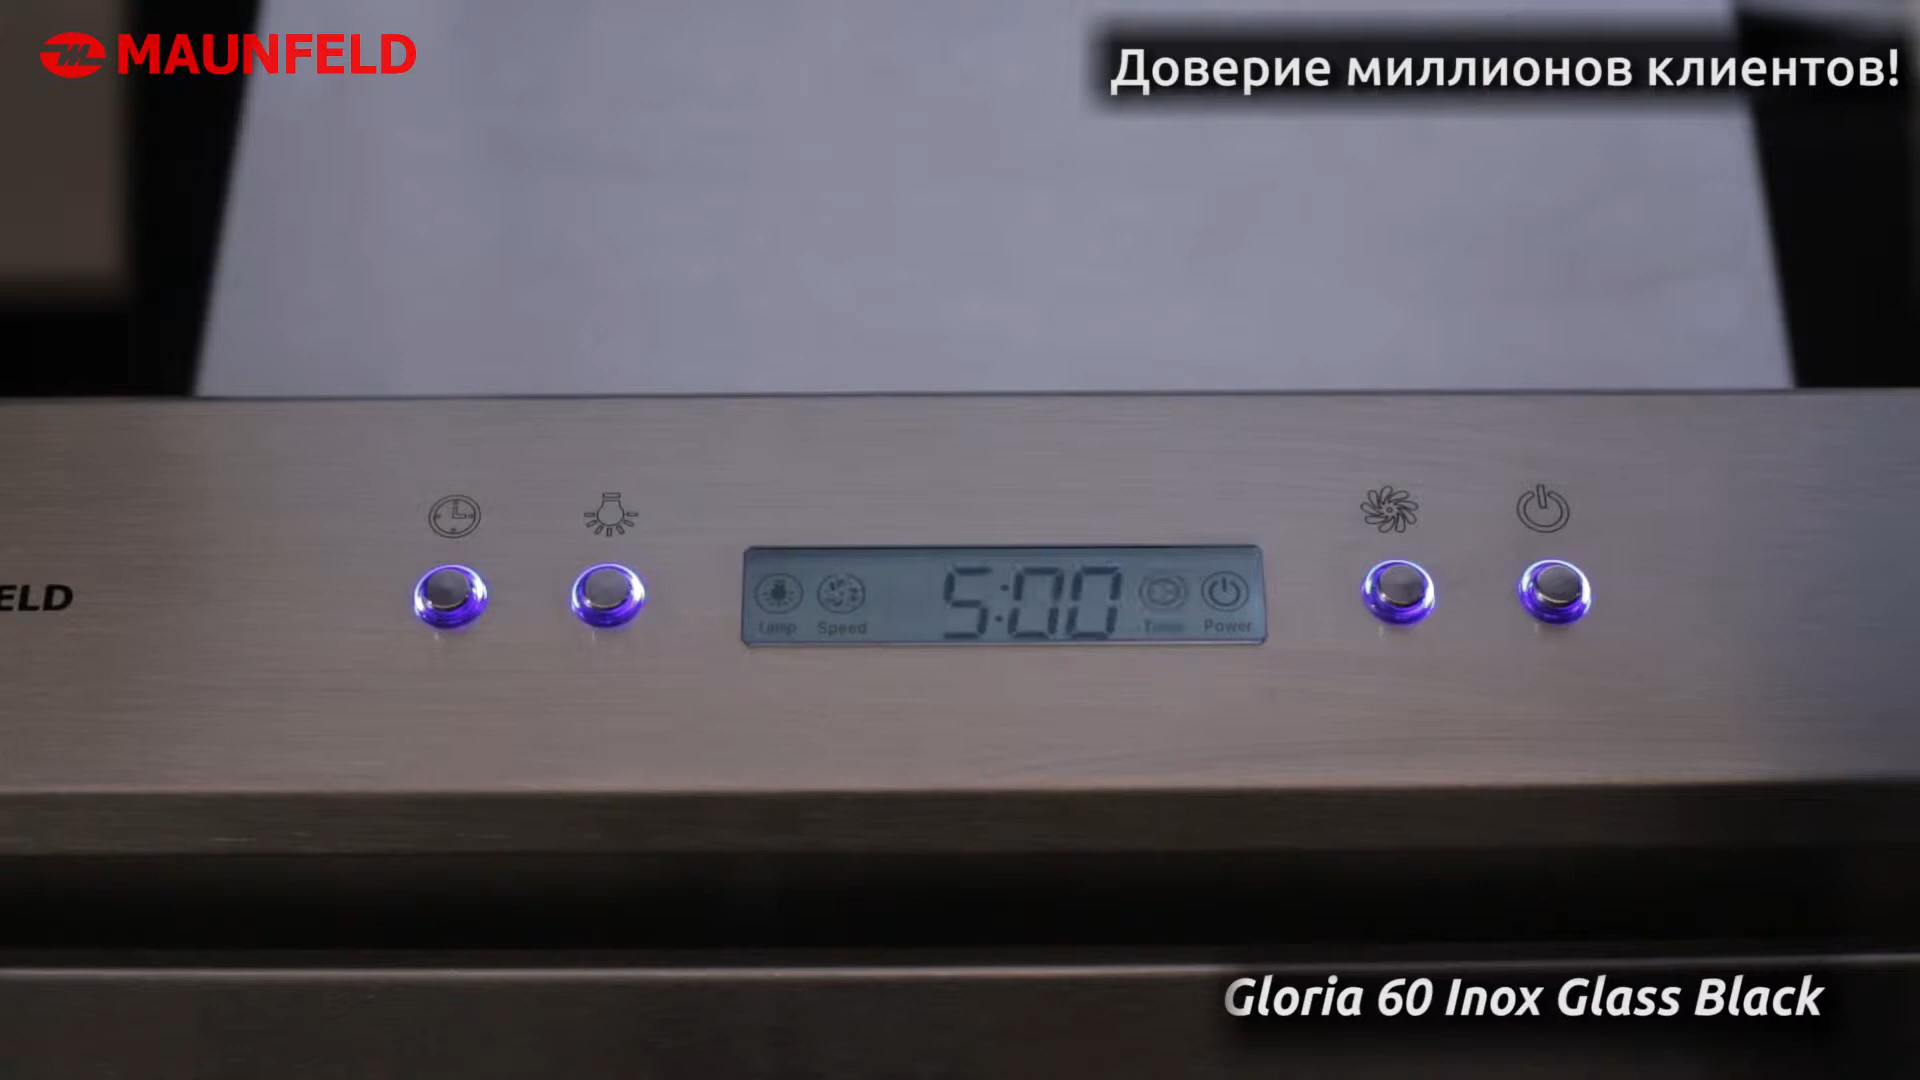 MAUNFELD
Доверие миллионов клиентов!
ELD
5:00
Lamp
Speed
Power
Gloria 60 Inox Glass Black